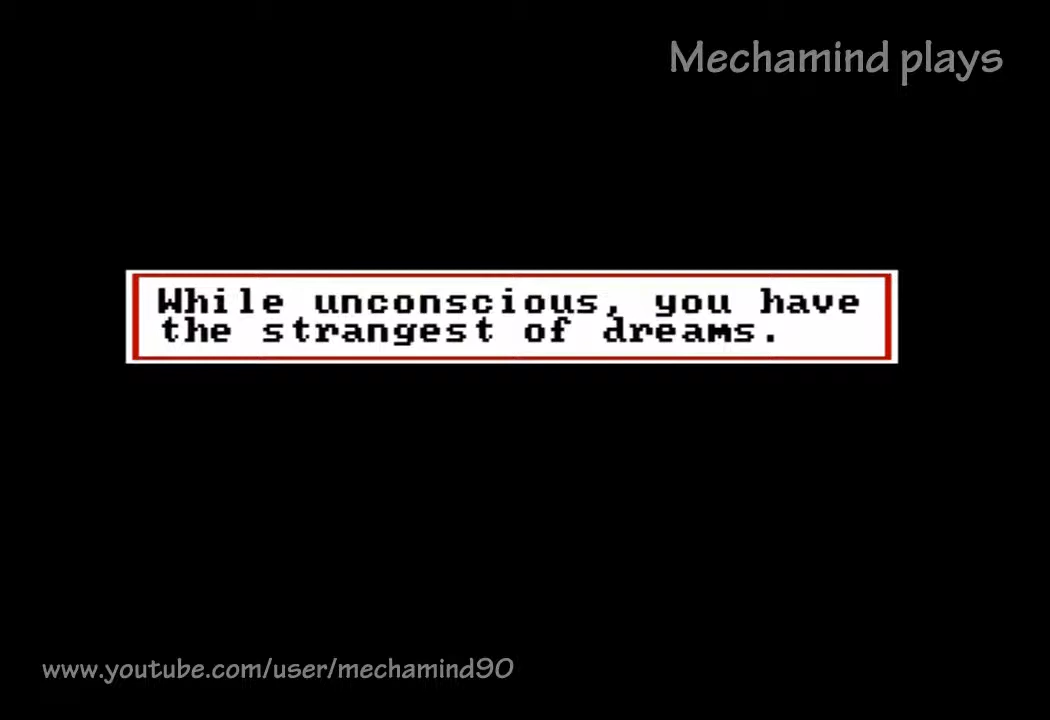 Mechamind plays
While unconscious, you have
the strangest of dreams.
www.youtube.com/user/mechamind90